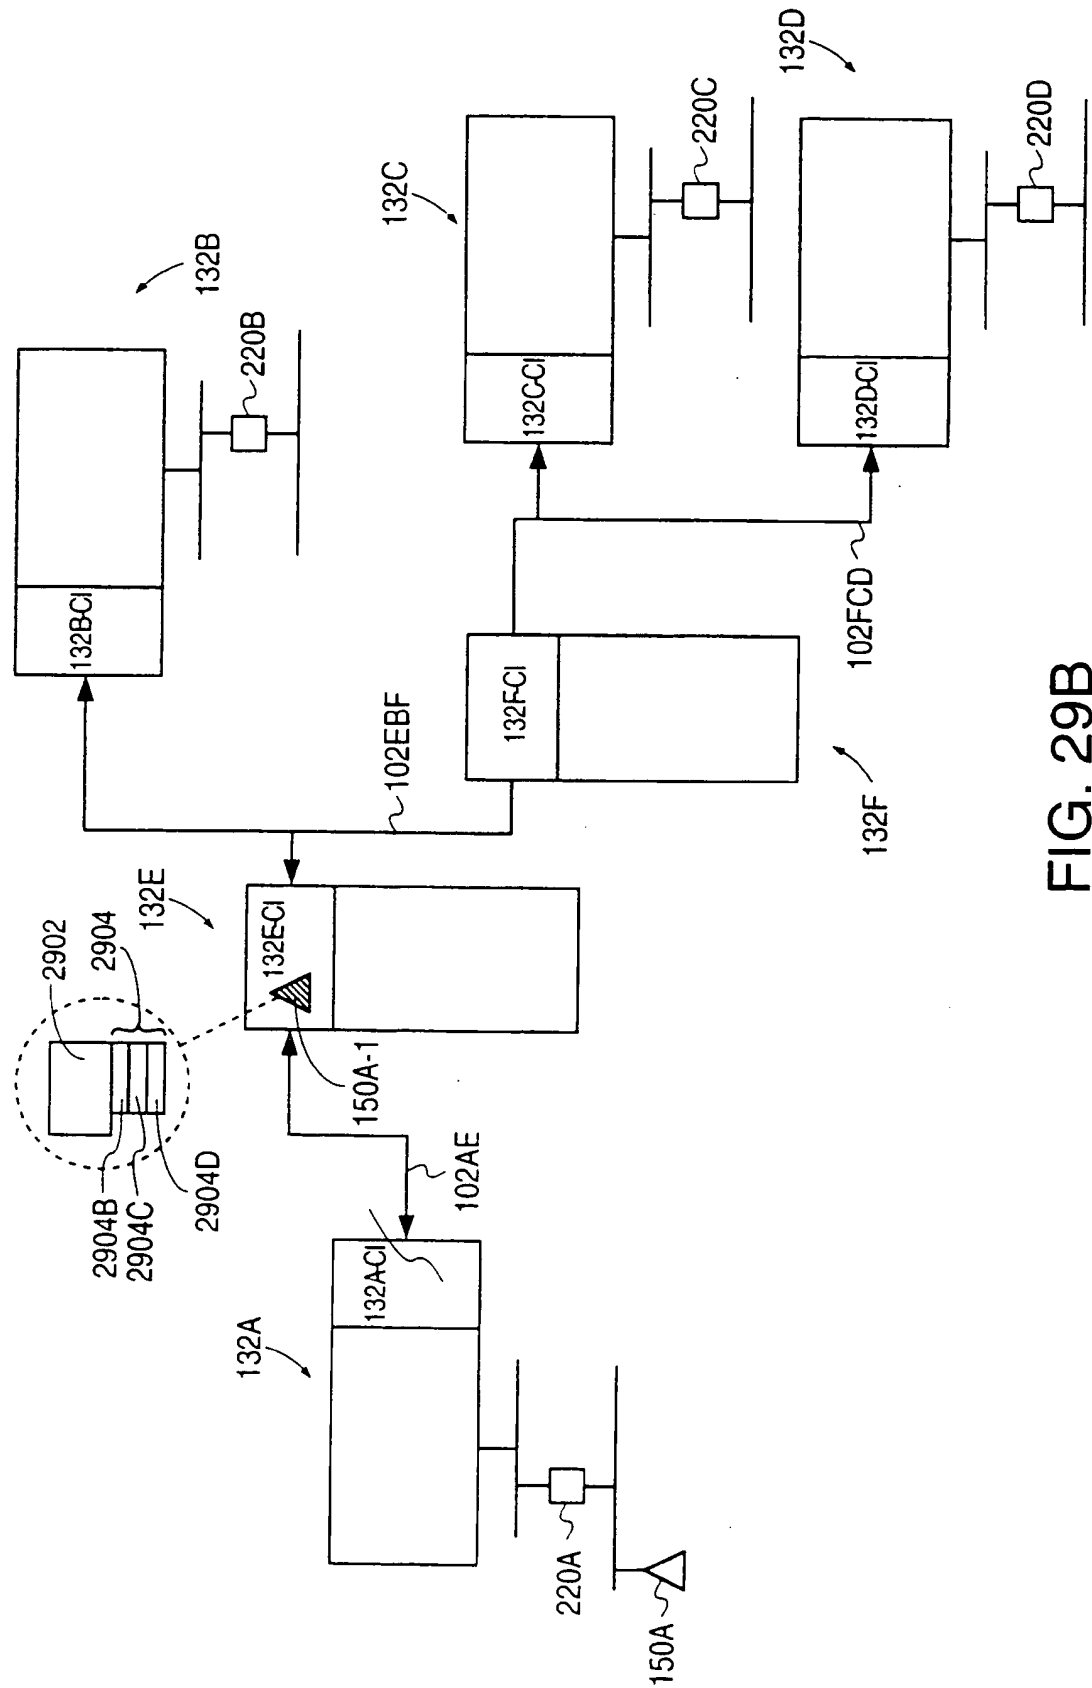 2902
2904
2904B
2904C
2904D
132E
132E-CI
150A-1
132A
132A-CI
102AE
220A
150A
132B
132B-CI
220B
102EBF
132F-CI
132F
132C
132C-CI
220C
132D
132D-CI
220D
102FCD
FIG. 29B